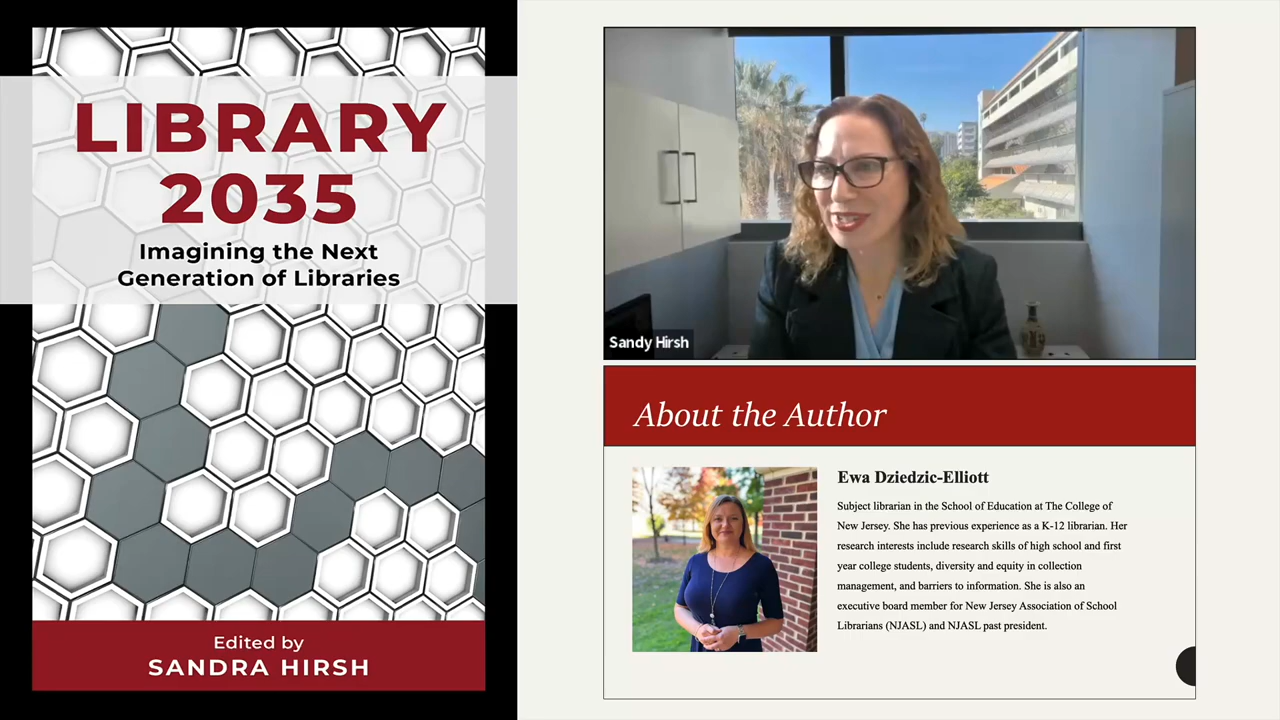 LIBRARY
2035
Imagining the Next
Generation of Libraries
Edited by
SANDRA HIRSH
Sandy Hirsh
About the Author
Ewa Dziedzic-Elliott
Subject librarian in the School of Education at The College of
New Jersey. She has previous experience as a K-12 librarian. Her
research interests include research skills of high school and first
year college students, diversity and equity in collection
management, and barriers to information. She is also an
executive board member for New Jersey Association of School
Librarians (NJASL) and NJASL past president.